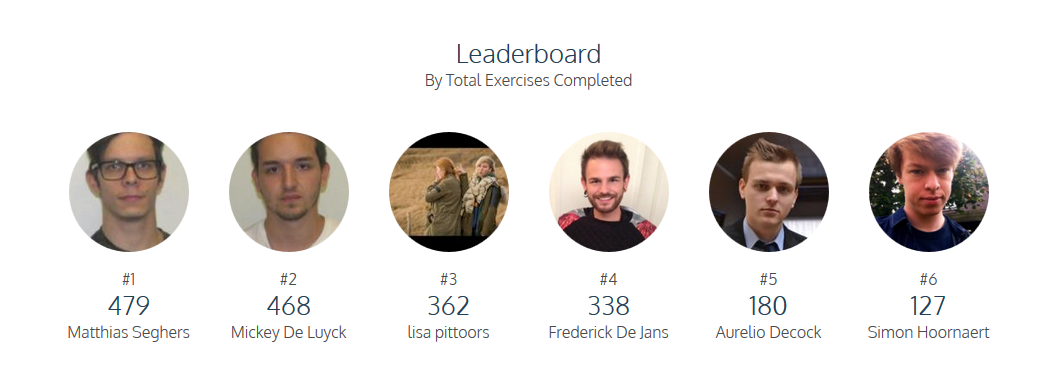 Leaderboard
By Total Exercises Completed
#1
479
Matthias Seghers
#2
468
Mickey De Luyck
#3
362
lisa pittoors
#4
338
Frederick De Jans
#5
180
Aurelio Decock
#6
127
Simon Hoornaert